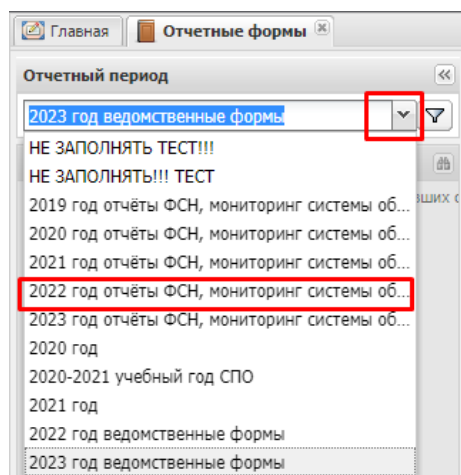 Главная
Отчетные формы
Отчетный период
2023 год ведомственные формы
НЕ ЗАПОЛНЯТЬ ТЕСТ!!!
НЕ ЗАПОЛНЯТЬ!!! ТЕСТ
2019 год отчёты ФСН, мониторинг системы об...
2020 год отчёты ФСН, мониторинг системы об...
2021 год отчёты ФСН, мониторинг системы об...
2022 год отчёты ФСН, мониторинг системы об...
2023 год отчёты ФСН, мониторинг системы об...
2020 год
2020-2021 учебный год СПО
2021 год
2022 год ведомственные формы
2023 год ведомственные формы